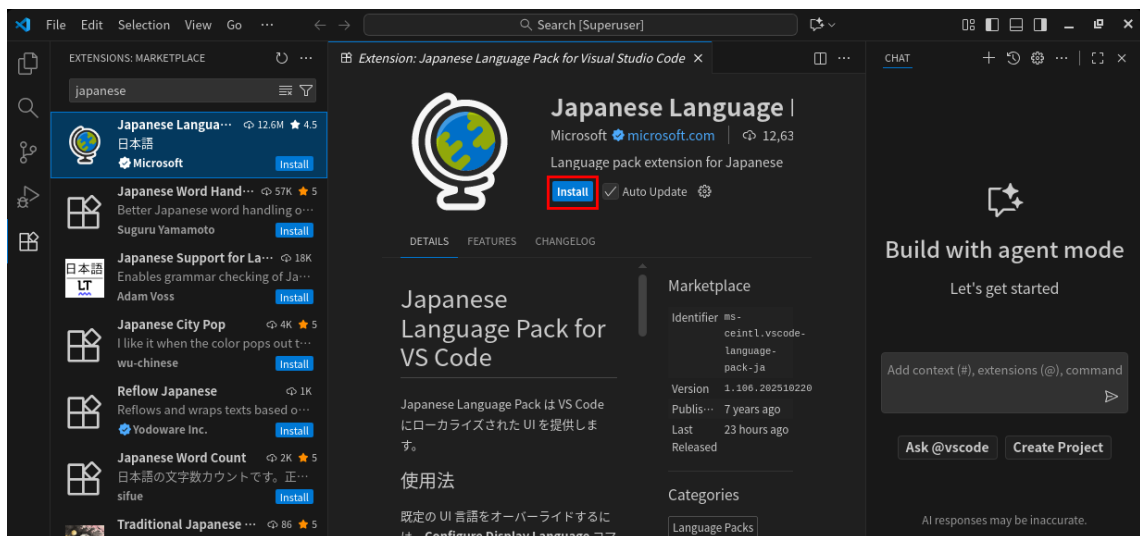 File Edit Selection View Go ··· Search [Superuser]
EXTENSIONS: MARKETPLACE
japanese
Japanese Langua··· 12.6M 4.5
日本語
Microsoft Install
Japanese Word Hand··· 57K 5
Better Japanese word handling o···
Suguru Yamamoto Install
日本語
LT
Japanese Support for La··· 18K
Enables grammar checking of Ja···
Adam Voss Install
Japanese City Pop 4K 5
I like it when the color pops out t···
wu-chinese Install
Reflow Japanese 1K
Reflows and wraps texts based o···
Yodoware Inc. Install
Japanese Word Count 2K 5
日本語の文字数カウントです。正···
sifue Install
Traditional Japanese ··· 86 5
Extension: Japanese Language Pack for Visual Studio Code
Japanese Language
Microsoft microsoft.com 12,63
Language pack extension for Japanese
Install Auto Update
DETAILS FEATURES CHANGELOG
Japanese
Language Pack for
VS Code
Japanese Language Pack は VS Code
にローカライズされた UI を提供しま
す。
使用法
既定の UI 言語をオーバーライドするに
は、Configure Display Language コマ
Marketplace
Identifier ms-
ceintl.vscode-
language-
pack-ja
Version 1.106.202510220
Publis··· 7 years ago
Last 23 hours ago
Released
Categories
Language Packs
CHAT
Build with agent mode
Let's get started
Add context (#), extensions (@), command
Ask @vscode Create Project
AI responses may be inaccurate.